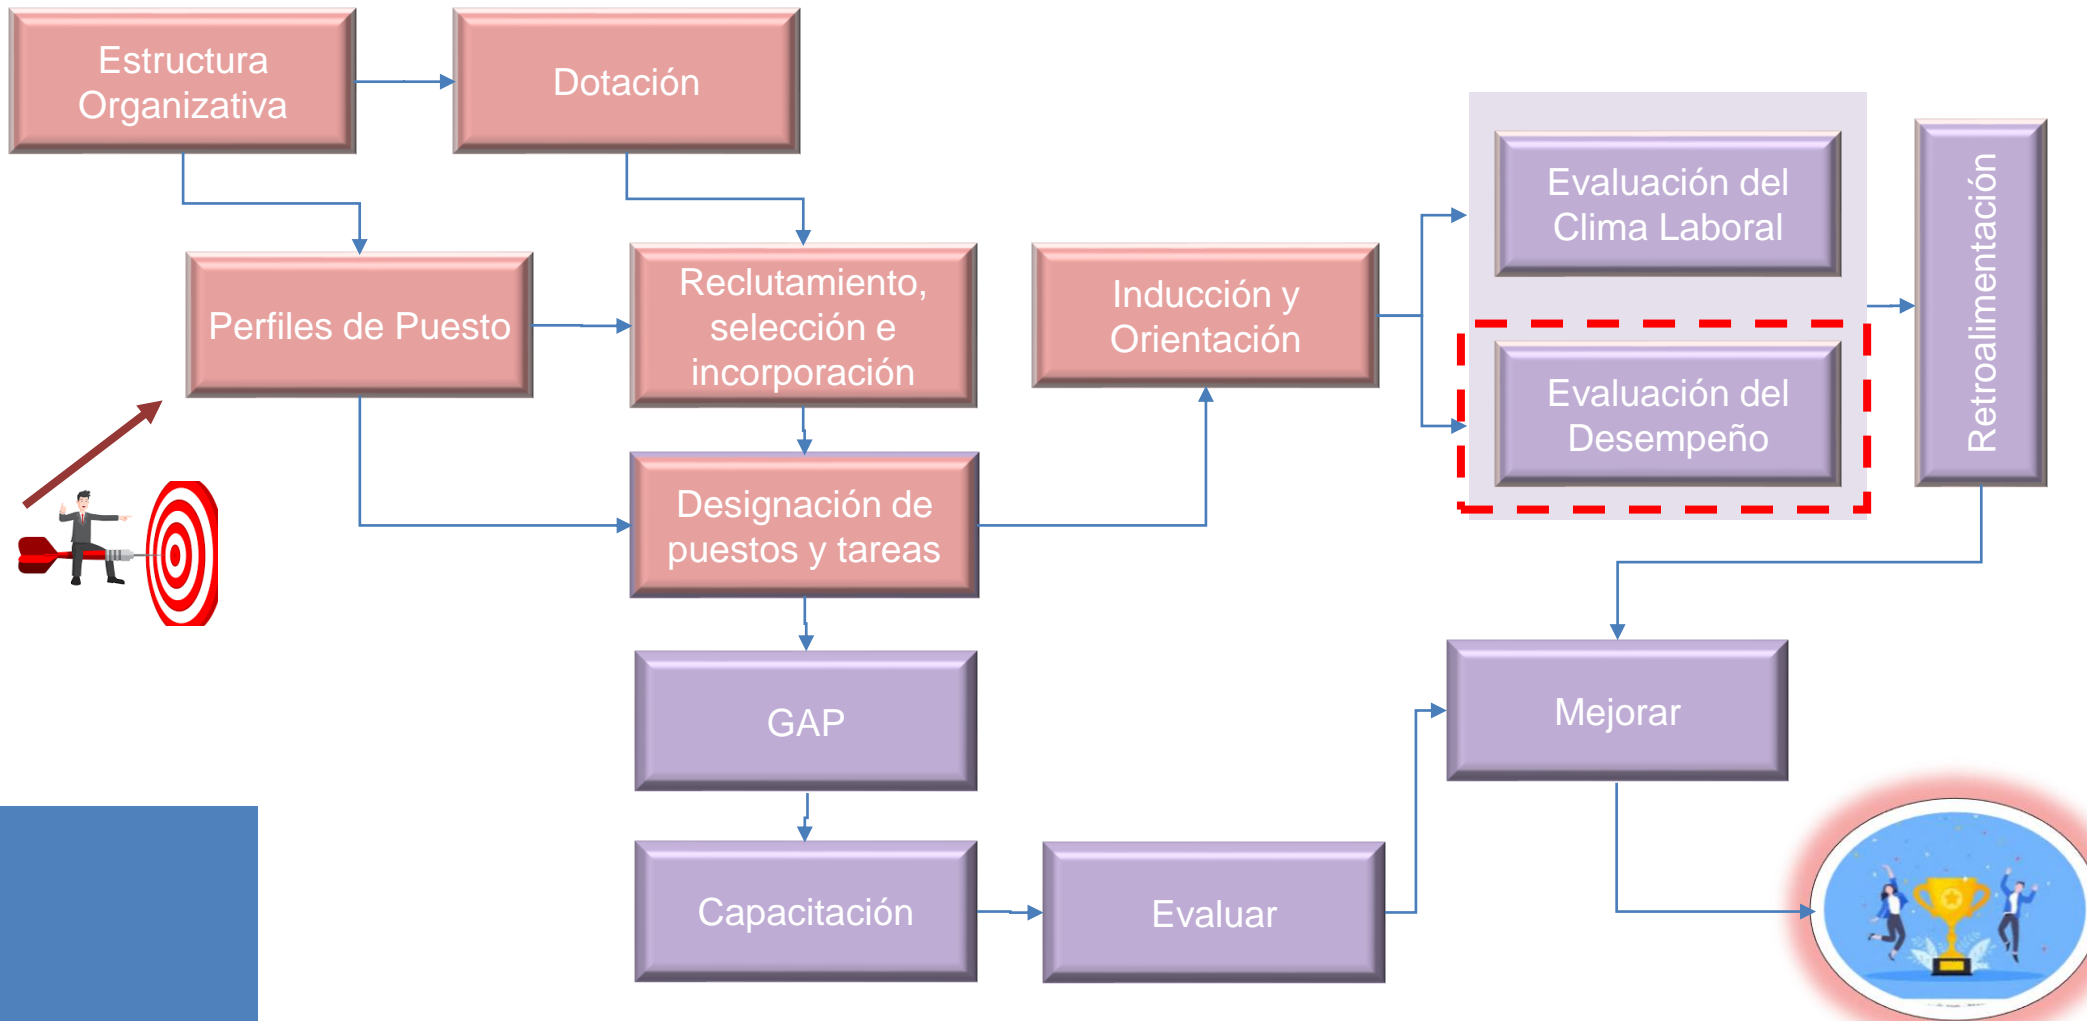 Estructura
Organizativa
Dotación
Perfiles de Puesto
Reclutamiento,
selección e
incorporación
Inducción y
Orientación
Evaluación del
Clima Laboral
Evaluación del
Desempeño
Retroalimentación
Designación de
puestos y tareas
GAP
Mejorar
Capacitación
Evaluar